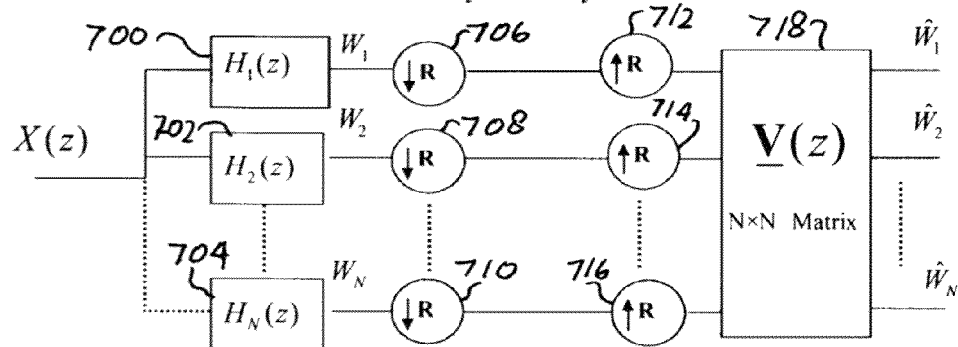 700 H₁(z) W₁ 706 ↓R 712 ↑R 718 Ŵ₁
X(z) 702 H₂(z) W₂ 708 ↓R 714 ↑R V(z) Ŵ₂
N×N Matrix
704 H_N(z) W_N 710 ↓R 716 ↑R Ŵ_N